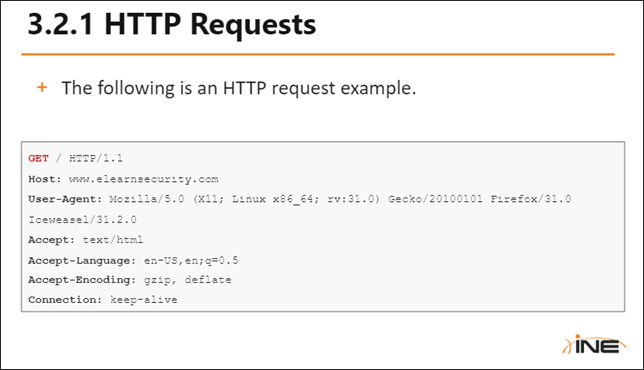 3.2.1 HTTP Requests
+ The following is an HTTP request example.
GET / HTTP/1.1
Host: www.elearnsecurity.com
User-Agent: Mozilla/5.0 (X11; Linux x86_64; rv:31.0) Gecko/20100101 Firefox/31.0
Iceweasel/31.2.0
Accept: text/html
Accept-Language: en-US,en;q=0.5
Accept-Encoding: gzip, deflate
Connection: keep-alive
INE